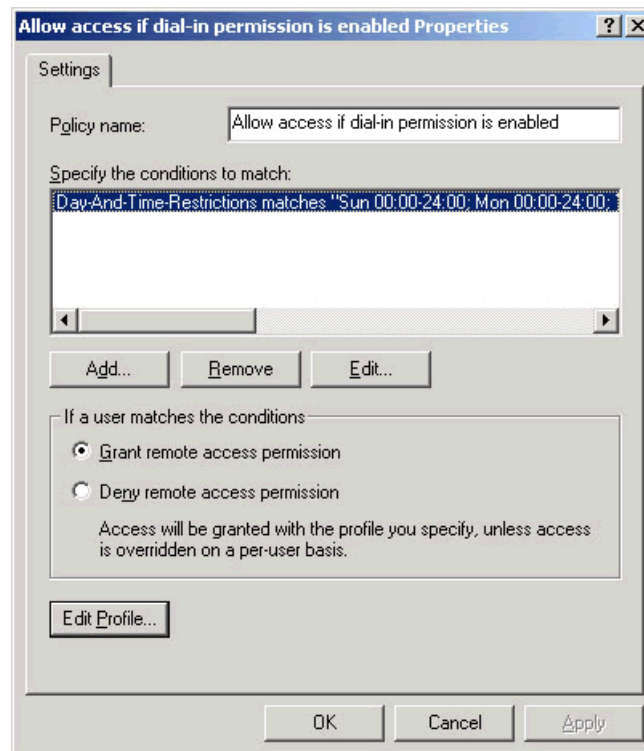 Allow access if dial-in permission is enabled Properties
Settings
Policy name: Allow access if dial-in permission is enabled
Specify the conditions to match:
Day-And-Time-Restrictions matches "Sun 00:00-24:00; Mon 00:00-24:00;
Add... Remove Edit...
If a user matches the conditions
Grant remote access permission
Deny remote access permission
Access will be granted with the profile you specify, unless access
is overridden on a per-user basis.
Edit Profile...
OK Cancel Apply